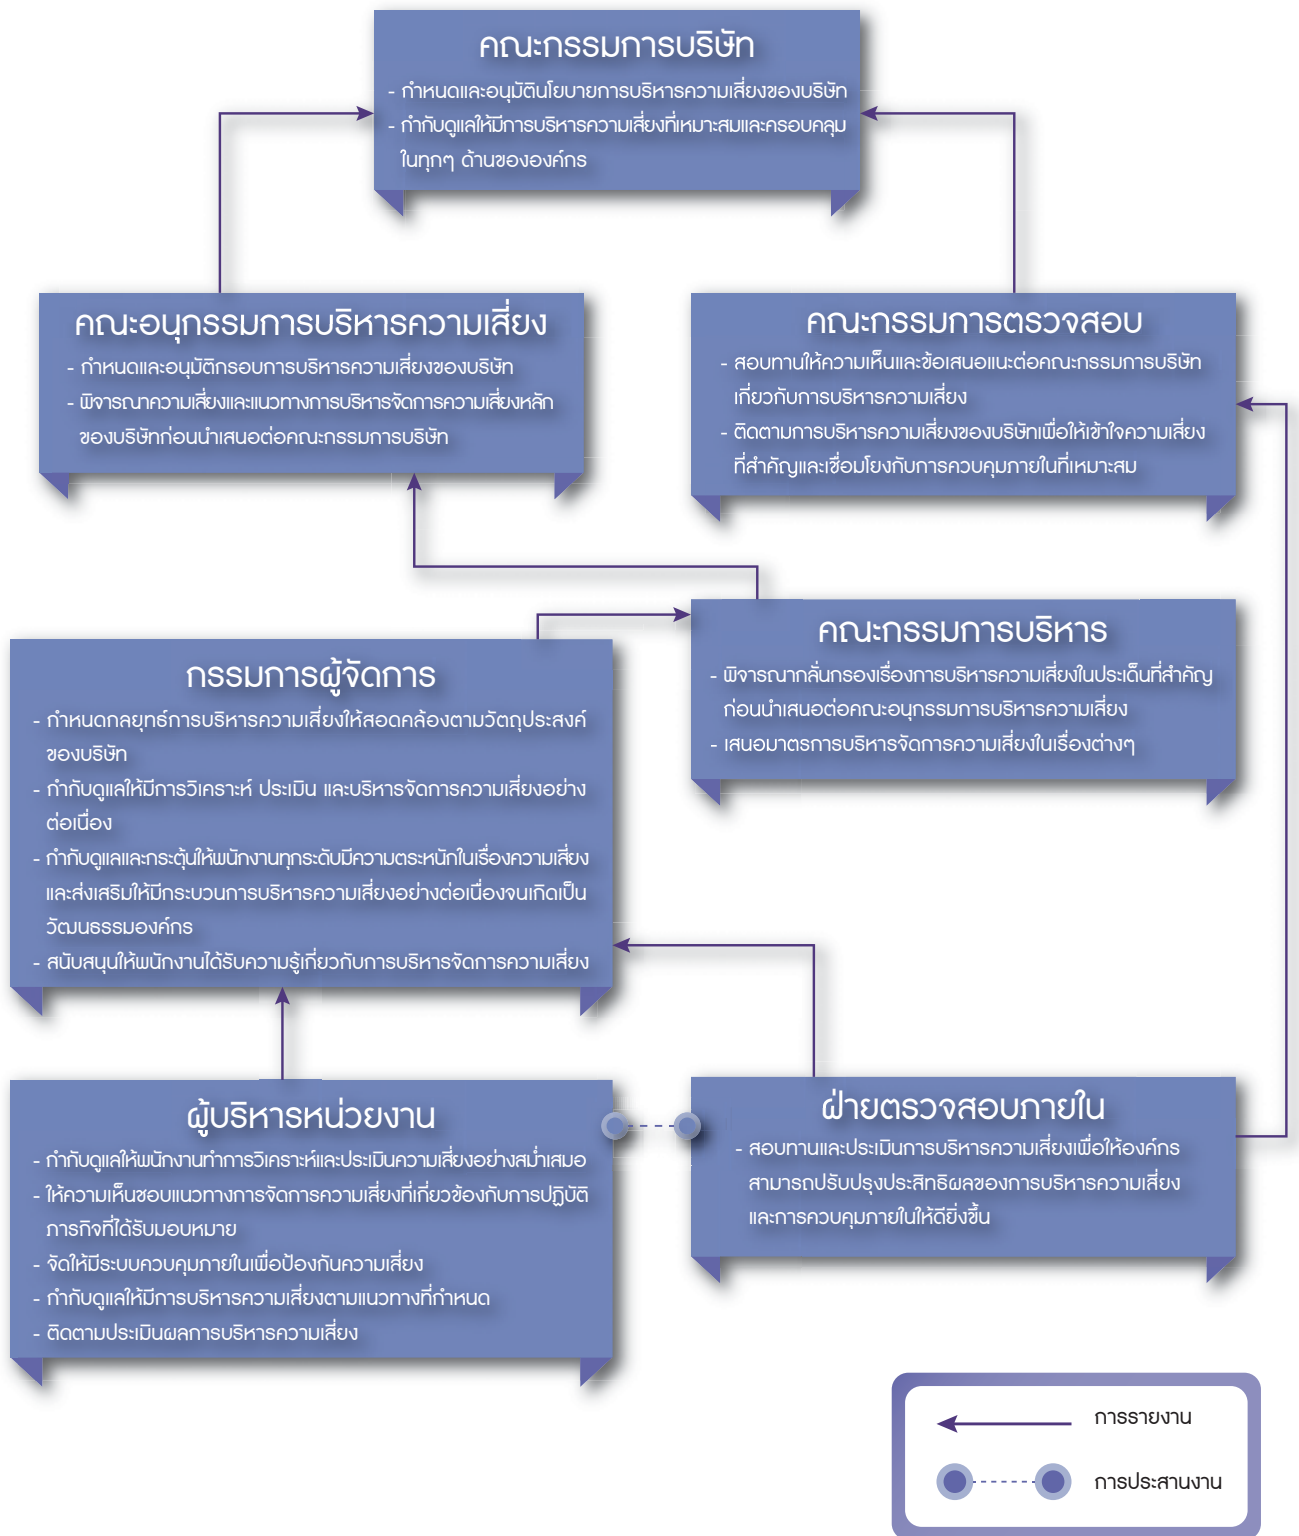 คณะกรรมการบริษัท
- กำหนดและอนุมัตินโยบายการบริหารความเสี่ยงของบริษัท
- กำกับดูแลให้มีการบริหารความเสี่ยงที่เหมาะสมและครอบคลุม
ในทุกๆ ด้านขององค์กร
คณะอนุกรรมการบริหารความเสี่ยง
- กำหนดและอนุมัติกรอบการบริหารความเสี่ยงของบริษัท
- พิจารณาความเสี่ยงและแนวทางการบริหารจัดการความเสี่ยงหลัก
ของบริษัทก่อนนำเสนอต่อคณะกรรมการบริษัท
คณะกรรมการตรวจสอบ
- สอบทานให้ความเห็นและข้อเสนอแนะต่อคณะกรรมการบริษัท
เกี่ยวกับการบริหารความเสี่ยง
- ติดตามการบริหารความเสี่ยงของบริษัทเพื่อให้เข้าใจความเสี่ยง
ที่สำคัญและเชื่อมโยงกับการควบคุมภายในที่เหมาะสม
คณะกรรมการบริหาร
- พิจารณากลั่นกรองเรื่องการบริหารความเสี่ยงในประเด็นที่สำคัญ
ก่อนนำเสนอต่อคณะอนุกรรมการบริหารความเสี่ยง
- เสนอมาตรการบริหารจัดการความเสี่ยงในเรื่องต่างๆ
กรรมการผู้จัดการ
- กำหนดกลยุทธ์การบริหารความเสี่ยงให้สอดคล้องตามวัตถุประสงค์
ของบริษัท
- กำกับดูแลให้มีการวิเคราะห์ ประเมิน และบริหารจัดการความเสี่ยงอย่าง
ต่อเนื่อง
- กำกับดูแลและกระตุ้นให้พนักงานทุกระดับมีความตระหนักในเรื่องความเสี่ยง
และส่งเสริมให้มีกระบวนการบริหารความเสี่ยงอย่างต่อเนื่องจนเกิดเป็น
วัฒนธรรมองค์กร
- สนับสนุนให้พนักงานได้รับความรู้เกี่ยวกับการบริหารจัดการความเสี่ยง
ผู้บริหารหน่วยงาน
- กำกับดูแลให้พนักงานทำการวิเคราะห์และประเมินความเสี่ยงอย่างสม่ำเสมอ
- ให้ความเห็นชอบแนวทางการจัดการความเสี่ยงที่เกี่ยวข้องกับการปฏิบัติ
ภารกิจที่ได้รับมอบหมาย
- จัดให้มีระบบควบคุมภายในเพื่อป้องกันความเสี่ยง
- กำกับดูแลให้มีการบริหารความเสี่ยงตามแนวทางที่กำหนด
- ติดตามประเมินผลการบริหารความเสี่ยง
ฝ่ายตรวจสอบภายใน
- สอบทานและประเมินการบริหารความเสี่ยงเพื่อให้องค์กร
สามารถปรับปรุงประสิทธิผลของการบริหารความเสี่ยง
และการควบคุมภายในให้ดียิ่งขึ้น
การรายงาน
การประสานงาน